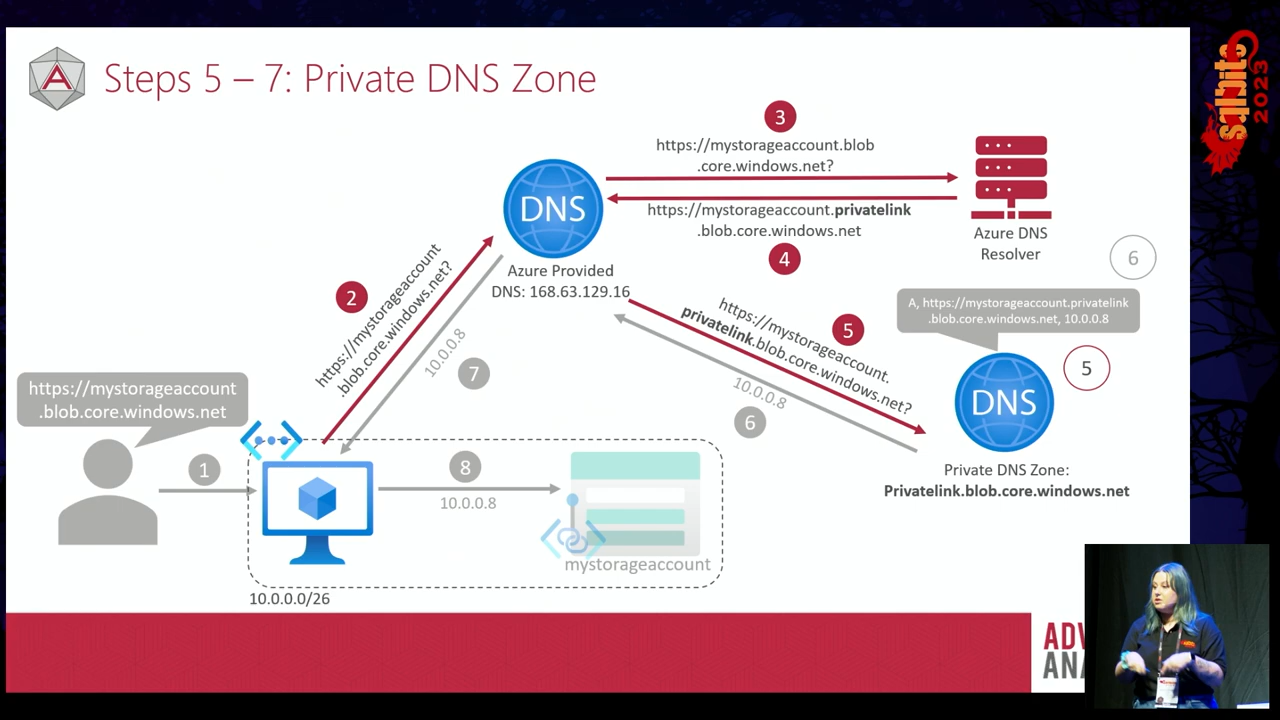 Steps 5 – 7: Private DNS Zone
A
sqlbits
2023
3
https://mystorageaccount.blob
.core.windows.net?
https://mystorageaccount.privatelink
.blob.core.windows.net
4
DNS
Azure Provided
DNS: 168.63.129.16
Azure DNS
Resolver
6
2
https://mystorageaccount
.blob.core.windows.net?
10.0.0.8
7
https://mystorageaccount.
privatelink.blob.core.windows.net?
5
10.0.0.8
6
A, https://mystorageaccount.privatelink
.blob.core.windows.net, 10.0.0.8
5
DNS
Private DNS Zone:
Privatelink.blob.core.windows.net
https://mystorageaccount
.blob.core.windows.net
1
8
10.0.0.8
mystorageaccount
10.0.0.0/26